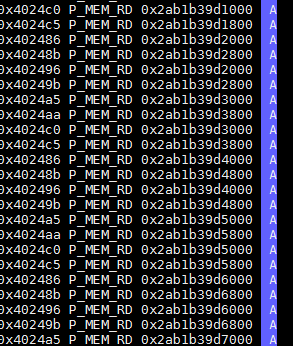 0x4024c0 P_MEM_RD 0x2ab1b39d1000 A
0x4024c5 P_MEM_RD 0x2ab1b39d1800 A
0x402486 P_MEM_RD 0x2ab1b39d2000 A
0x40248b P_MEM_RD 0x2ab1b39d2800 A
0x402496 P_MEM_RD 0x2ab1b39d2000 A
0x40249b P_MEM_RD 0x2ab1b39d2800 A
0x4024a5 P_MEM_RD 0x2ab1b39d3000 A
0x4024aa P_MEM_RD 0x2ab1b39d3800 A
0x4024c0 P_MEM_RD 0x2ab1b39d3000 A
0x4024c5 P_MEM_RD 0x2ab1b39d3800 A
0x402486 P_MEM_RD 0x2ab1b39d4000 A
0x40248b P_MEM_RD 0x2ab1b39d4800 A
0x402496 P_MEM_RD 0x2ab1b39d4000 A
0x40249b P_MEM_RD 0x2ab1b39d4800 A
0x4024a5 P_MEM_RD 0x2ab1b39d5000 A
0x4024aa P_MEM_RD 0x2ab1b39d5800 A
0x4024c0 P_MEM_RD 0x2ab1b39d5000 A
0x4024c5 P_MEM_RD 0x2ab1b39d5800 A
0x402486 P_MEM_RD 0x2ab1b39d6000 A
0x40248b P_MEM_RD 0x2ab1b39d6800 A
0x402496 P_MEM_RD 0x2ab1b39d6000 A
0x40249b P_MEM_RD 0x2ab1b39d6800 A
0x4024a5 P_MEM_RD 0x2ab1b39d7000 A